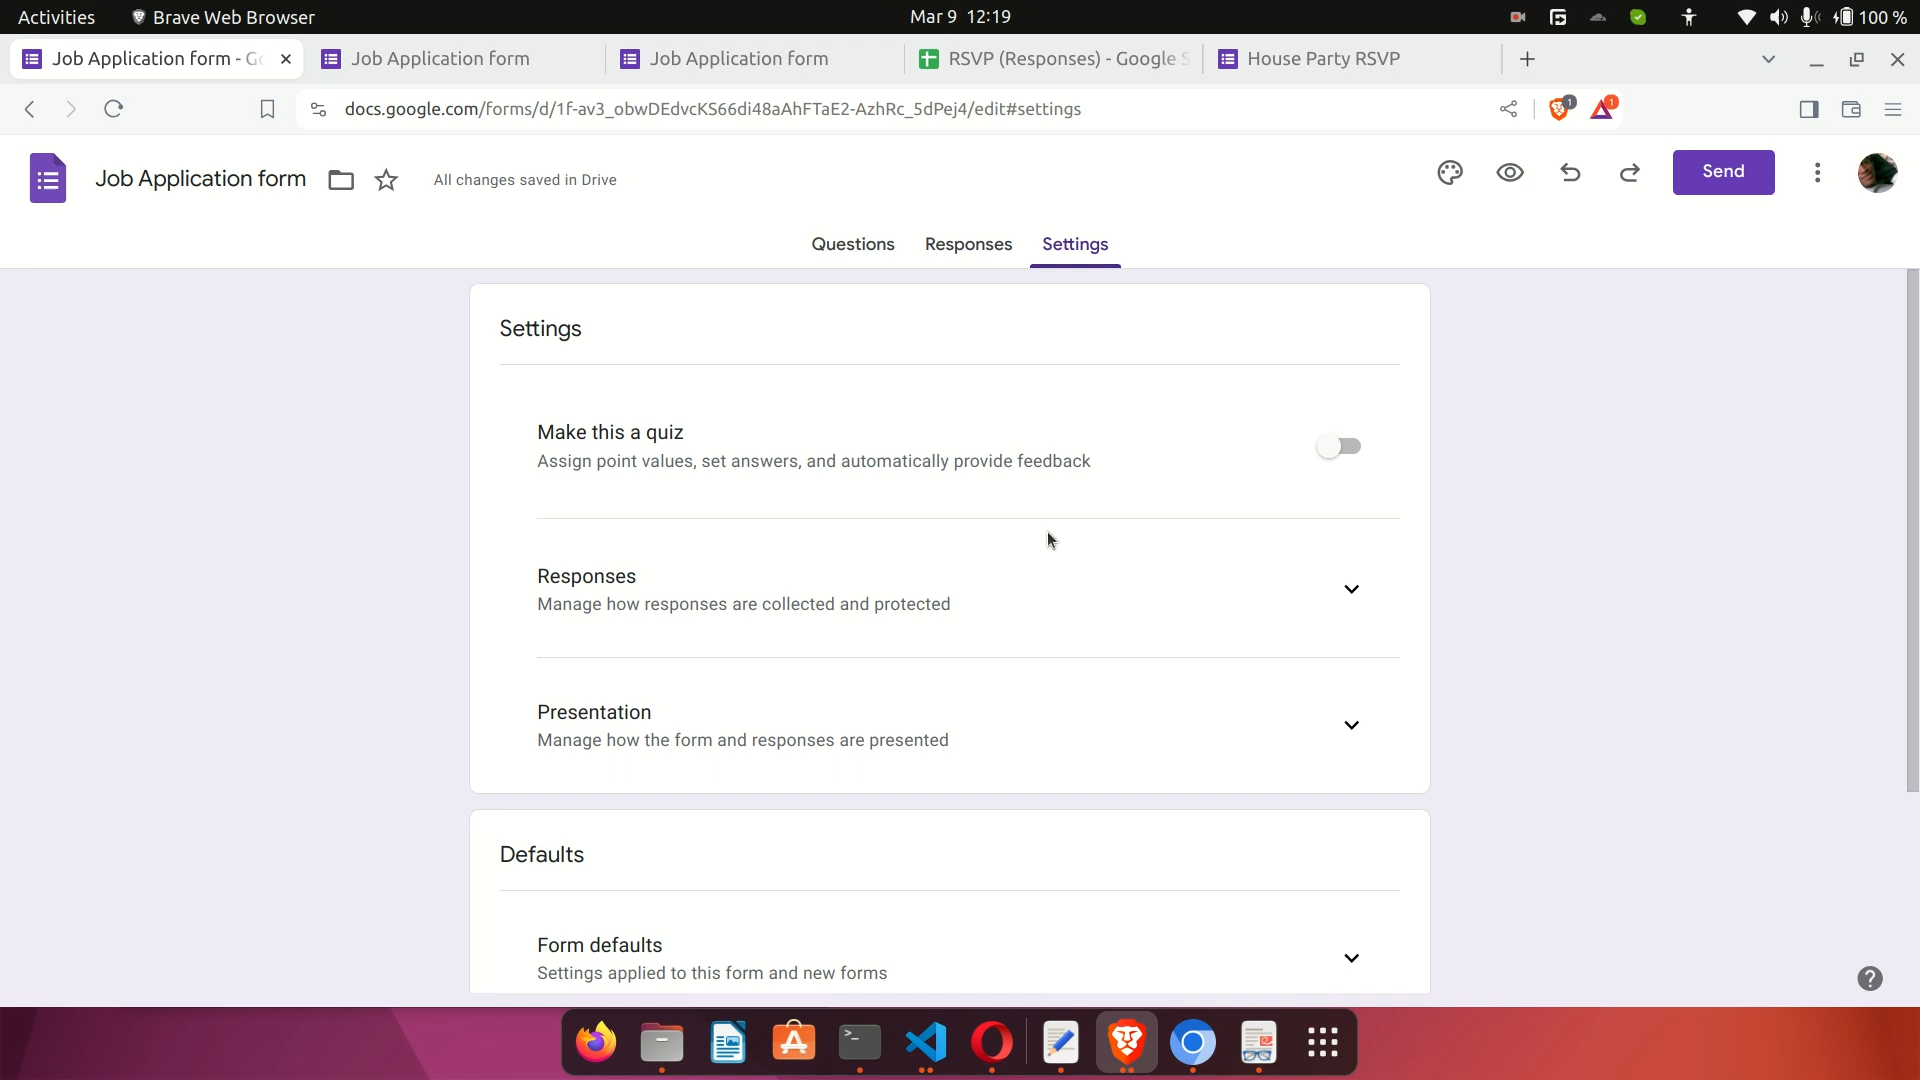 Activities
Brave Web Browser
Mar 9 12:19
100 %
Job Application form - Go
Job Application form
Job Application form
RSVP (Responses) - Google S
House Party RSVP
docs.google.com/forms/d/1f-av3_obwDEdvcKS66di48aAhFTaE2-AzhRc_5dPej4/edit#settings
1
1
Job Application form
All changes saved in Drive
Send
Questions
Responses
Settings
Settings
Make this a quiz
Assign point values, set answers, and automatically provide feedback
Responses
Manage how responses are collected and protected
Presentation
Manage how the form and responses are presented
Defaults
Form defaults
Settings applied to this form and new forms